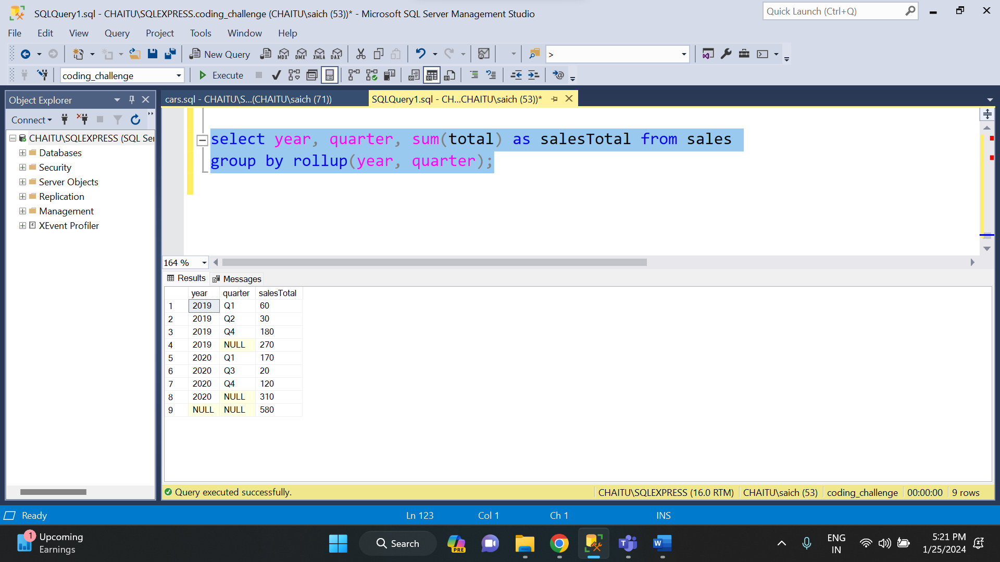 SQLQuery1.sql - CHAITU\SQLEXPRESS.coding_challenge (CHAITU\saich (53))* - Microsoft SQL Server Management Studio
Quick Launch (Ctrl+Q)
File Edit View Query Project Tools Window Help
New Query MDX DMX XMLA DAX >
coding_challenge Execute
Object Explorer
cars.sql - CHAITU\S...(CHAITU\saich (71))
SQLQuery1.sql - CH...CHAITU\saich (53))*
Connect
CHAITU\SQLEXPRESS (SQL Ser
Databases
Security
Server Objects
Replication
Management
XEvent Profiler
select year, quarter, sum(total) as salesTotal from sales
group by rollup(year, quarter);
164 %
Results Messages
year quarter salesTotal
1 2019 Q1 60
2 2019 Q2 30
3 2019 Q4 180
4 2019 NULL 270
5 2020 Q1 170
6 2020 Q3 20
7 2020 Q4 120
8 2020 NULL 310
9 NULL NULL 580
Query executed successfully.
CHAITU\SQLEXPRESS (16.0 RTM) CHAITU\saich (53) coding_challenge 00:00:00 9 rows
Ready Ln 123 Col 1 Ch 1 INS
1 Upcoming
Earnings
Search
PRE
ENG
IN
5:21 PM
1/25/2024